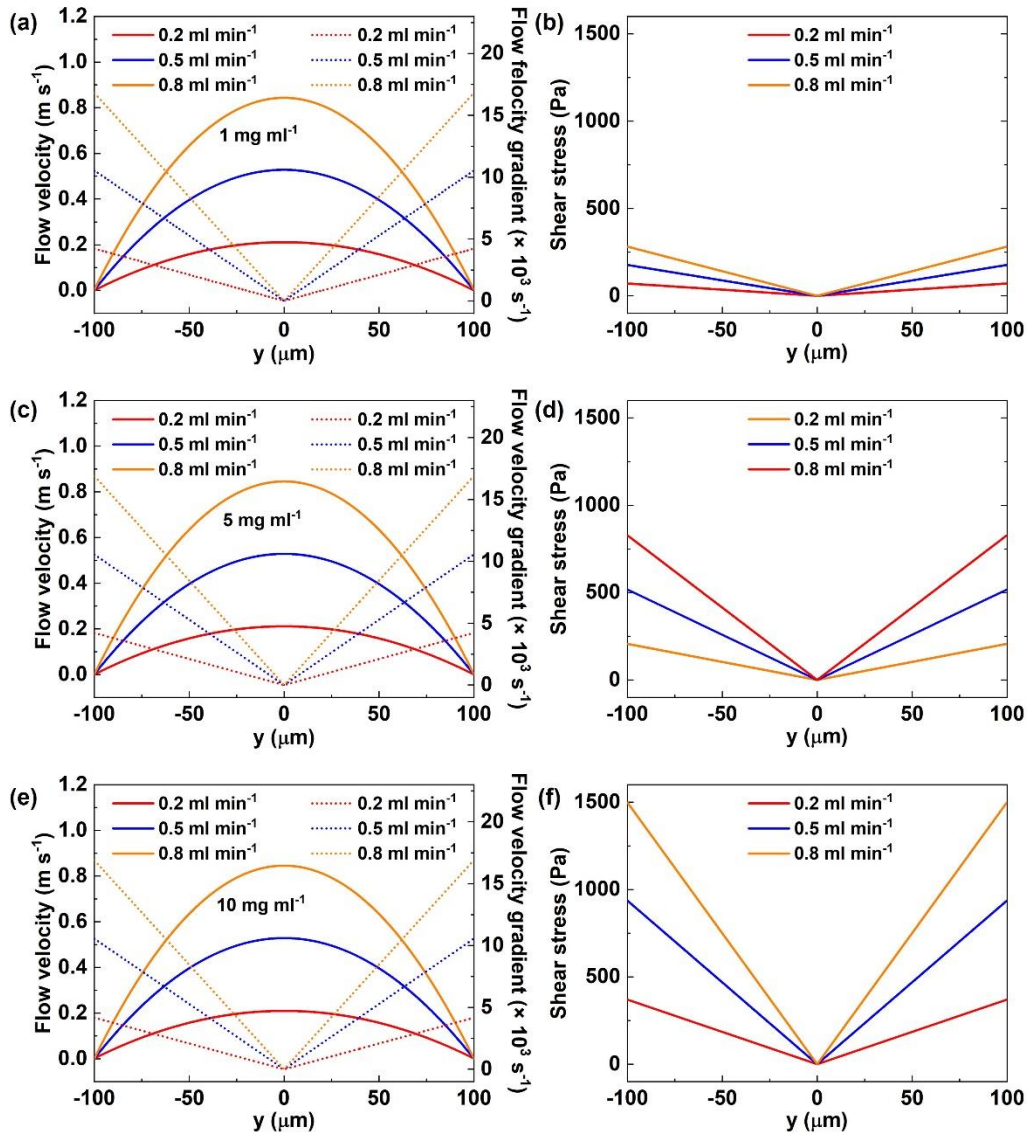 (a)
1.2
1.0
0.8
0.6
0.4
0.2
0.0
Flow velocity (m s⁻¹)
0.2 ml min⁻¹
0.5 ml min⁻¹
0.8 ml min⁻¹
0.2 ml min⁻¹
0.5 ml min⁻¹
0.8 ml min⁻¹
1 mg ml⁻¹
20
15
10
5
0
Flow felocity gradient (× 10³ s⁻¹)
-100 -50 0 50 100
y (μm)
(b)
1500
1000
500
0
Shear stress (Pa)
0.2 ml min⁻¹
0.5 ml min⁻¹
0.8 ml min⁻¹
-100 -50 0 50 100
y (μm)
(c)
1.2
1.0
0.8
0.6
0.4
0.2
0.0
Flow velocity (m s⁻¹)
0.2 ml min⁻¹
0.5 ml min⁻¹
0.8 ml min⁻¹
0.2 ml min⁻¹
0.5 ml min⁻¹
0.8 ml min⁻¹
5 mg ml⁻¹
20
15
10
5
0
Flow velocity gradient (× 10³ s⁻¹)
-100 -50 0 50 100
y (μm)
(d)
1500
1000
500
0
Shear stress (Pa)
0.2 ml min⁻¹
0.5 ml min⁻¹
0.8 ml min⁻¹
-100 -50 0 50 100
y (μm)
(e)
1.2
1.0
0.8
0.6
0.4
0.2
0.0
Flow velocity (m s⁻¹)
0.2 ml min⁻¹
0.5 ml min⁻¹
0.8 ml min⁻¹
0.2 ml min⁻¹
0.5 ml min⁻¹
0.8 ml min⁻¹
10 mg ml⁻¹
20
15
10
5
0
Flow velocity gradient (× 10³ s⁻¹)
-100 -50 0 50 100
y (μm)
(f)
1500
1000
500
0
Shear stress (Pa)
0.2 ml min⁻¹
0.5 ml min⁻¹
0.8 ml min⁻¹
-100 -50 0 50 100
y (μm)